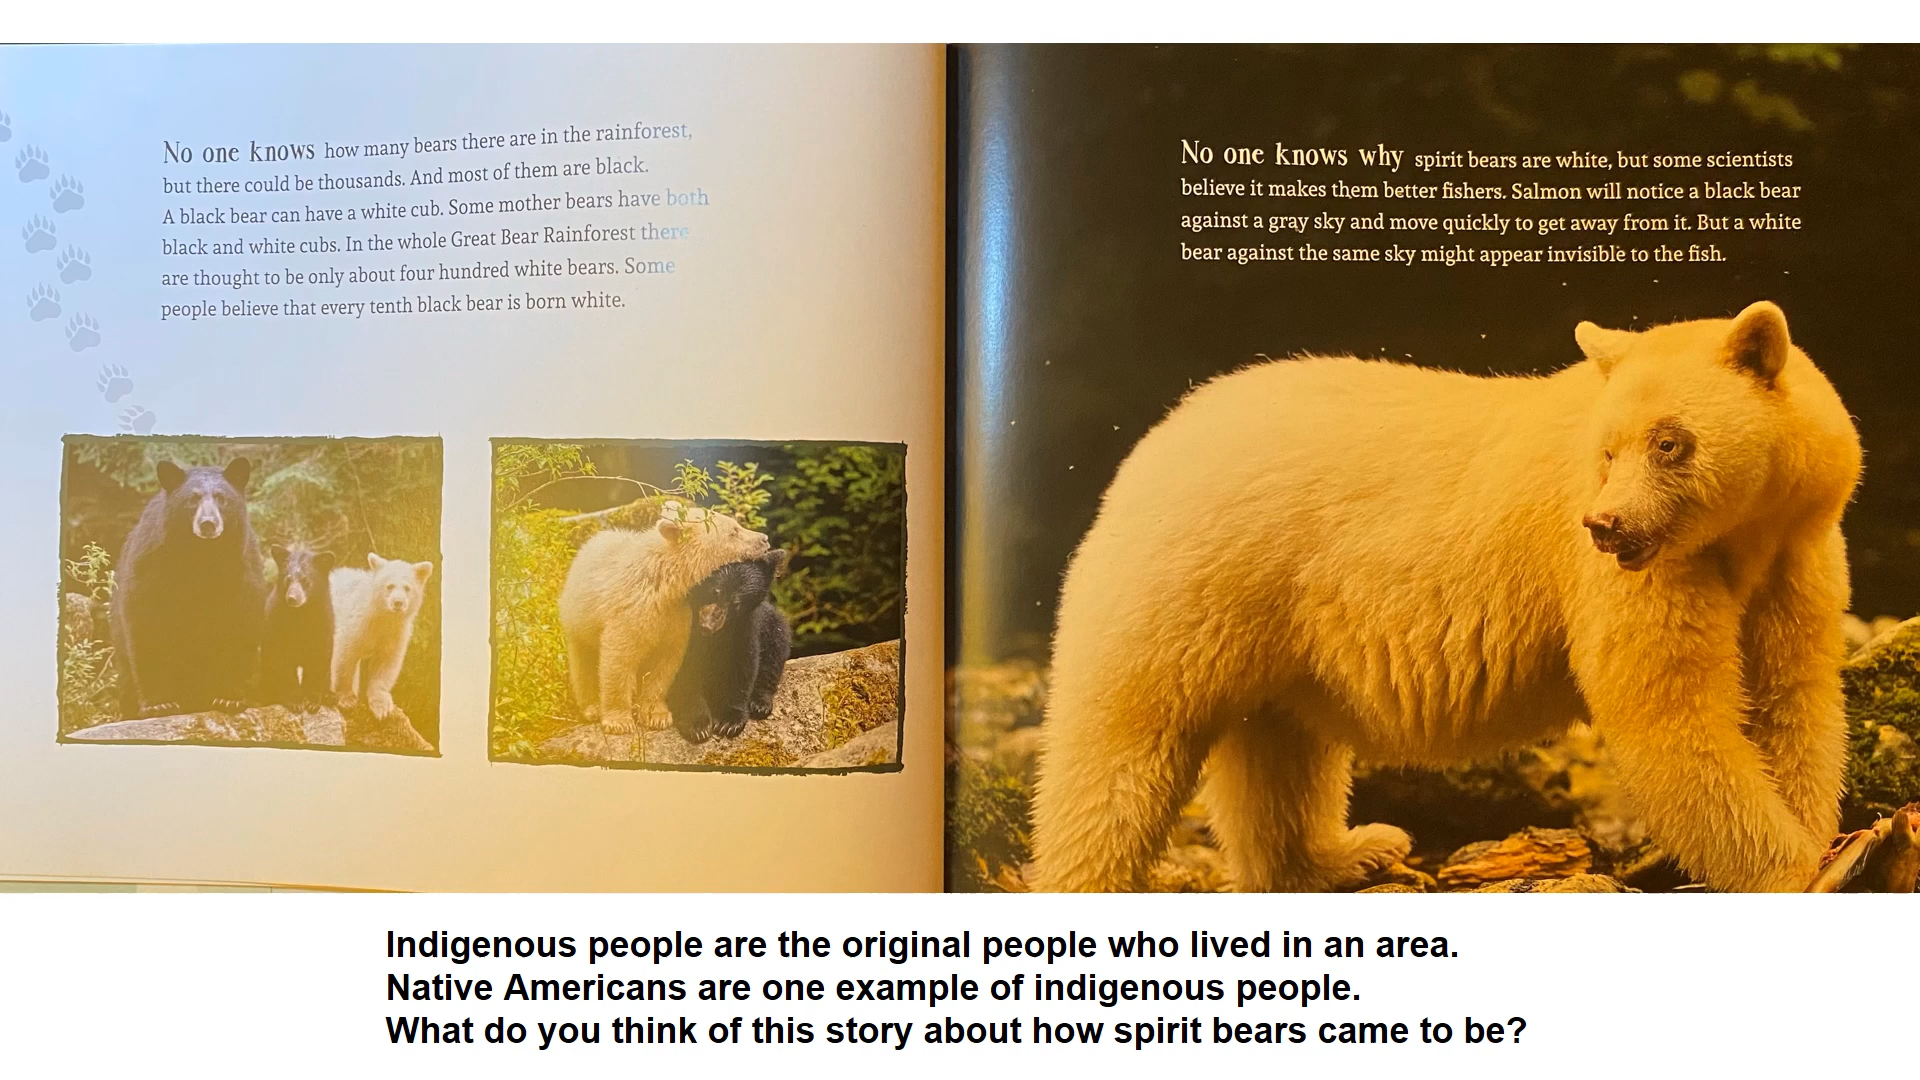 No one knows how many bears there are in the rainforest,
but there could be thousands. And most of them are black.
A black bear can have a white cub. Some mother bears have both
black and white cubs. In the whole Great Bear Rainforest there
are thought to be only about four hundred white bears. Some
people believe that every tenth black bear is born white.
No one knows why spirit bears are white, but some scientists
believe it makes them better fishers. Salmon will notice a black bear
against a gray sky and move quickly to get away from it. But a white
bear against the same sky might appear invisible to the fish.
Indigenous people are the original people who lived in an area.
Native Americans are one example of indigenous people.
What do you think of this story about how spirit bears came to be?